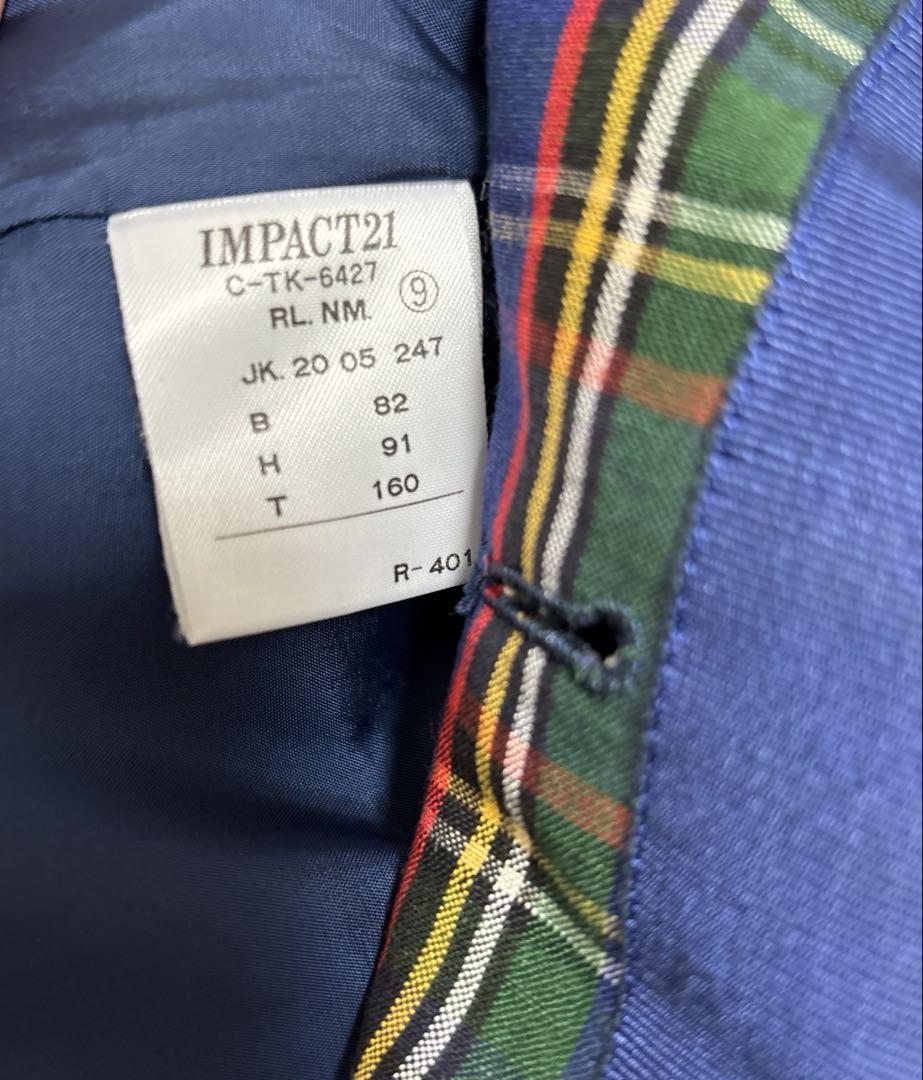 IMPACT21
C-TK-6427
⑨
RL. NM.
JK. 20 05 247
B 82
H 91
T 160
R-401